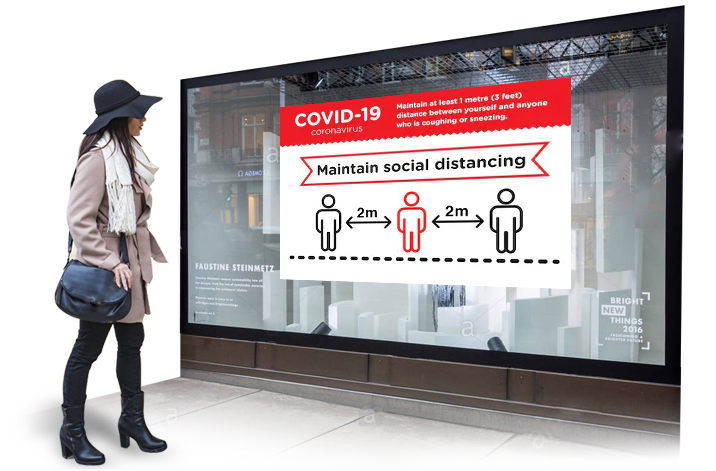 COVID-19
coronavirus
Maintain at least 1 metre (3 feet)
distance between yourself and anyone
who is coughing or sneezing.
Maintain social distancing
2m
2m
FAUSTINE STEINMETZ
BRIGHT
NEW
THINGS
2016